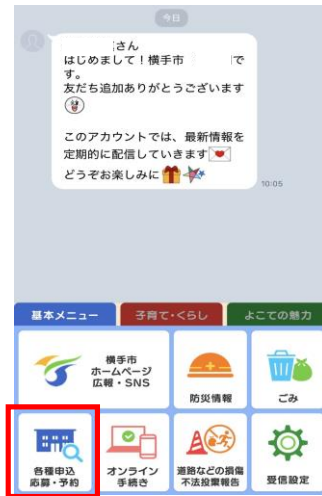 今日
さん
はじめまして！横手市 で
す。
友だち追加ありがとうございます
このアカウントでは、最新情報を
定期的に配信していきます
どうぞお楽しみに
10:05
基本メニュー 子育て・くらし よこての魅力
横手市
ホームページ
広報・SNS
防災情報
ごみ
各種申込
応募・予約
オンライン
手続き
道路などの損傷
不法投棄報告
受信設定